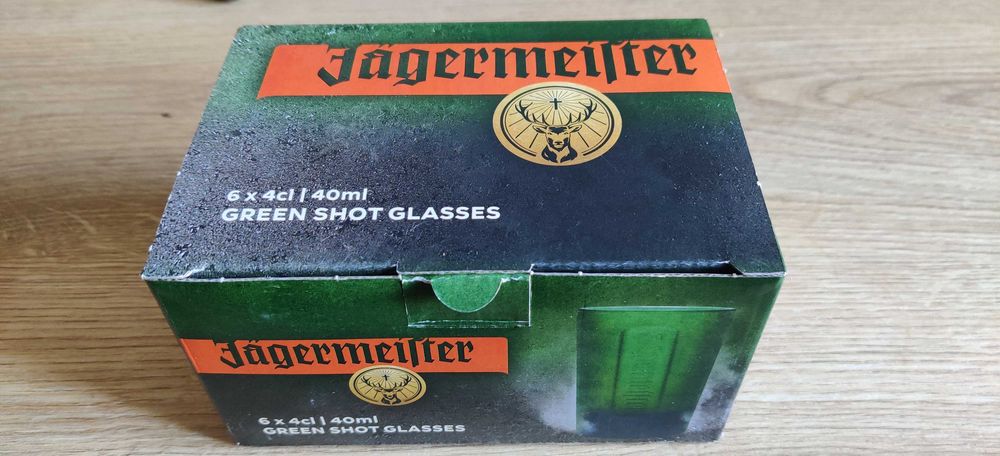 Jägermeiſter
6 x 4cl | 40ml
GREEN SHOT GLASSES
Jägermeiſter
6 x 4cl | 40ml
GREEN SHOT GLASSES